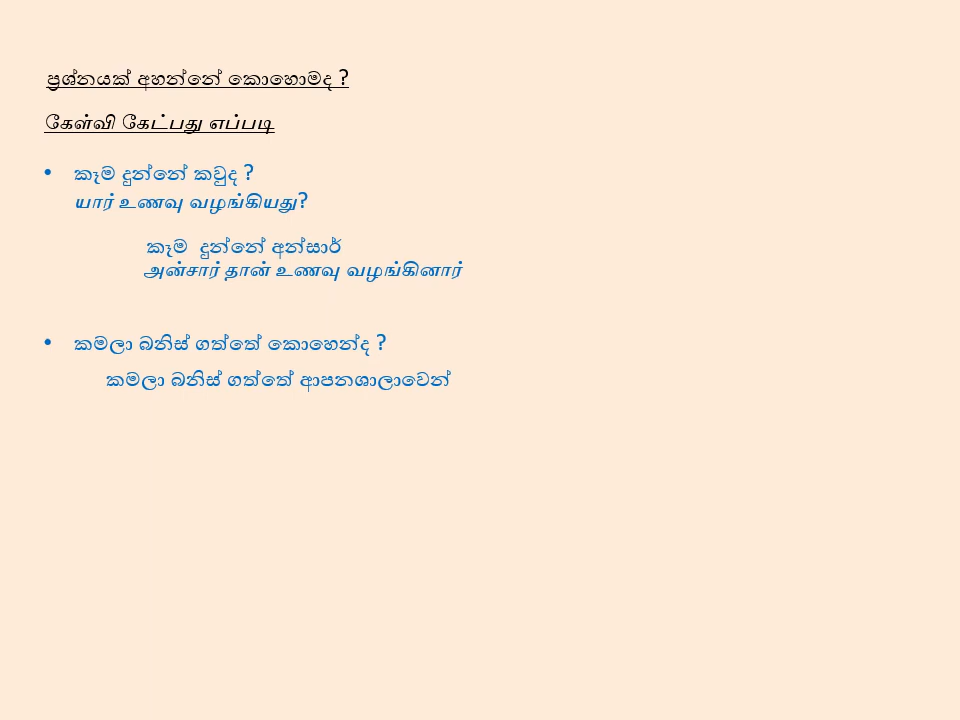 ප්‍රශ්නයක් අහන්නේ කොහොමද ?
கேள்வி கேட்பது எப்படி
• කෑම දුන්නේ කවුද ?
யார் உணவு வழங்கியது?
කෑම  දුන්නේ අන්සාර්
அன்சார் தான் உணவு வழங்கினார்
• කමලා බනිස් ගත්තේ කොහෙන්ද ?
කමලා බනිස් ගත්තේ ආපනශාලාවෙන්